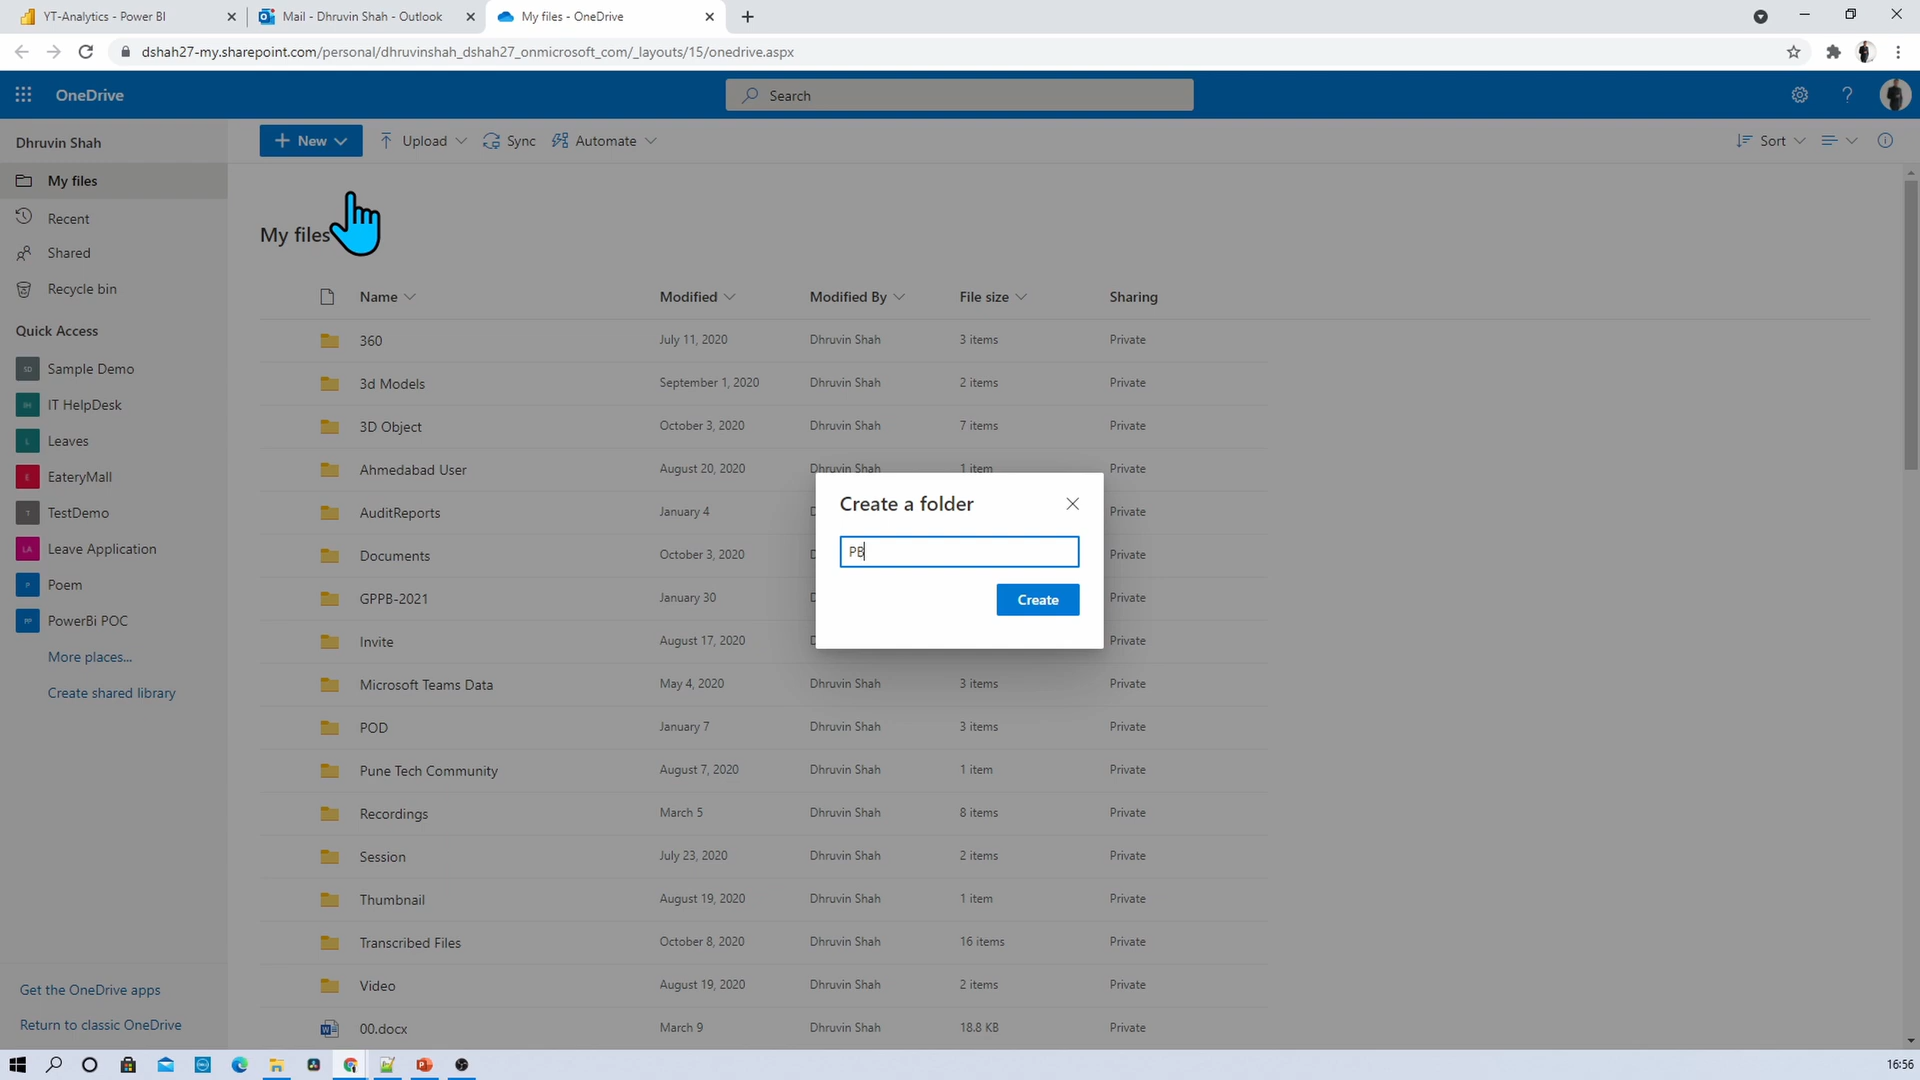 YT-Analytics - Power BI
Mail - Dhruvin Shah - Outlook
My files - OneDrive
dshah27-my.sharepoint.com/personal/dhruvinshah_dshah27_onmicrosoft_com/_layouts/15/onedrive.aspx
OneDrive
Search
Dhruvin Shah
New
Upload
Sync
Automate
Sort
My files
Recent
Shared
Recycle bin
Quick Access
SD Sample Demo
IH IT HelpDesk
L Leaves
E EateryMall
T TestDemo
LA Leave Application
P Poem
PP PowerBi POC
More places...
Create shared library
Get the OneDrive apps
Return to classic OneDrive
My files
Name Modified Modified By File size Sharing
360 July 11, 2020 Dhruvin Shah 3 items Private
3d Models September 1, 2020 Dhruvin Shah 2 items Private
3D Object October 3, 2020 Dhruvin Shah 7 items Private
Ahmedabad User August 20, 2020 Dhruvin Shah 1 item Private
AuditReports January 4 Private
Documents October 3, 2020 Private
GPPB-2021 January 30 Private
Invite August 17, 2020 Private
Microsoft Teams Data May 4, 2020 Dhruvin Shah 3 items Private
POD January 7 Dhruvin Shah 3 items Private
Pune Tech Community August 7, 2020 Dhruvin Shah 1 item Private
Recordings March 5 Dhruvin Shah 8 items Private
Session July 23, 2020 Dhruvin Shah 2 items Private
Thumbnail August 19, 2020 Dhruvin Shah 1 item Private
Transcribed Files October 8, 2020 Dhruvin Shah 16 items Private
Video August 19, 2020 Dhruvin Shah 2 items Private
00.docx March 9 Dhruvin Shah 18.8 KB Private
Create a folder
PB
Create
16:56